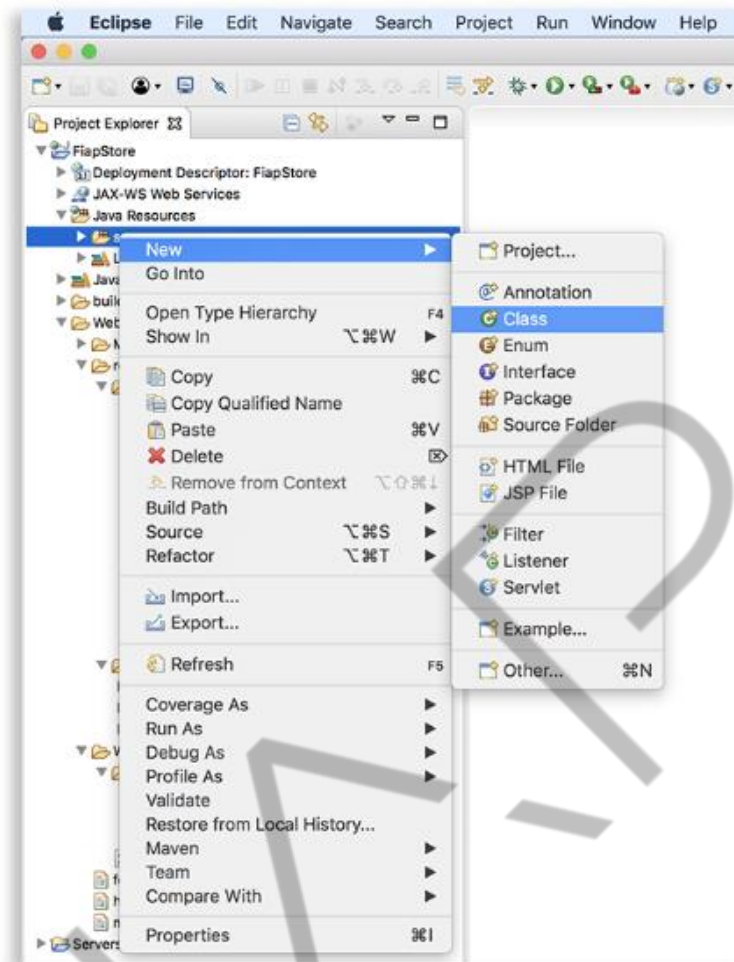 Eclipse File Edit Navigate Search Project Run Window Help
Project Explorer
FiapStore
Deployment Descriptor: FiapStore
JAX-WS Web Services
Java Resources
s
L
Java
build
Web
New
Go Into
Open Type Hierarchy F4
Show In ⌥⌘W
Copy ⌘C
Copy Qualified Name
Paste ⌘V
Delete ⌦
Remove from Context ⌥⇧⌘↓
Build Path
Source ⌥⌘S
Refactor ⌥⌘T
Import...
Export...
Refresh F5
Coverage As
Run As
Debug As
Profile As
Validate
Restore from Local History...
Maven
Team
Compare With
Properties ⌘I
Project...
Annotation
Class
Enum
Interface
Package
Source Folder
HTML File
JSP File
Filter
Listener
Servlet
Example...
Other... ⌘N
Servers